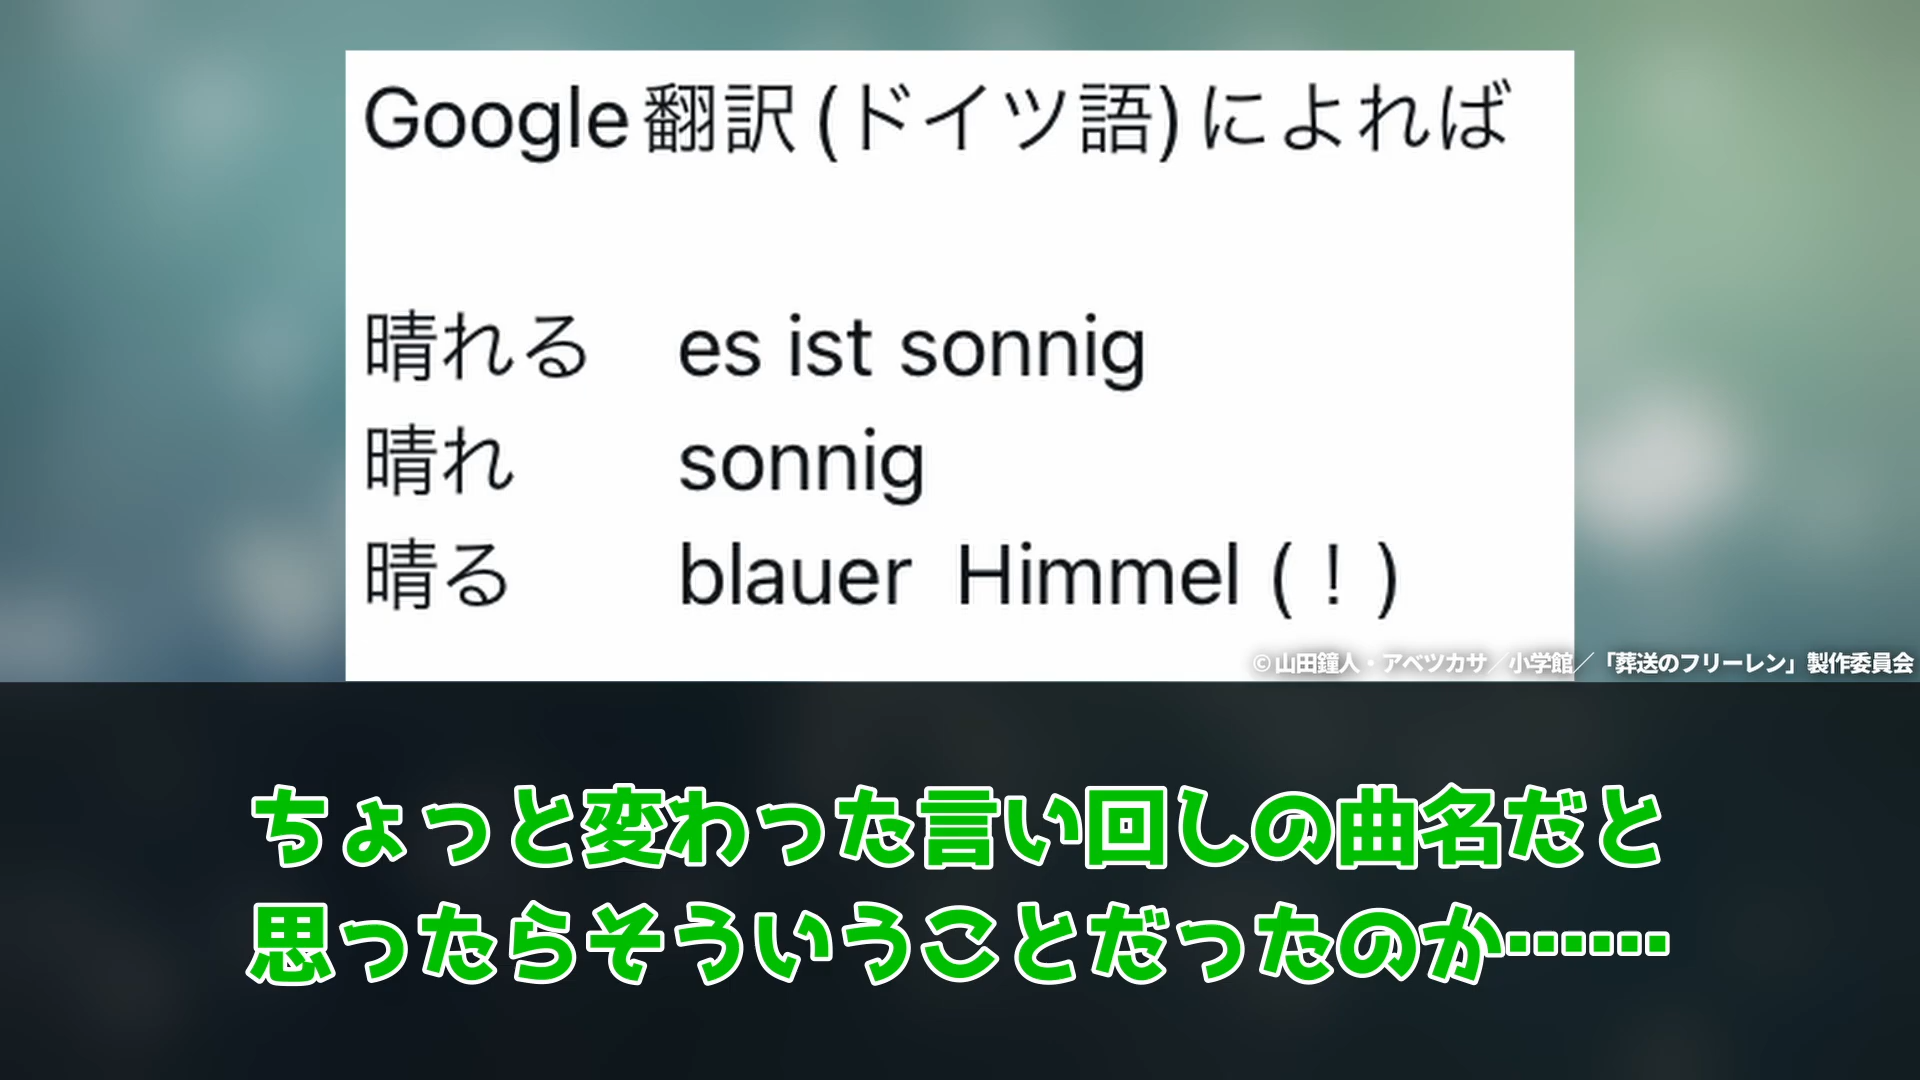 Google翻訳(ドイツ語)によれば
晴れる es ist sonnig
晴れ sonnig
晴る blauer Himmel (！)
©山田鐘人・アベツカサ／小学館／「葬送のフリーレン」製作委員会
ちょっと変わった言い回しの曲名だと
思ったらそういうことだったのか……